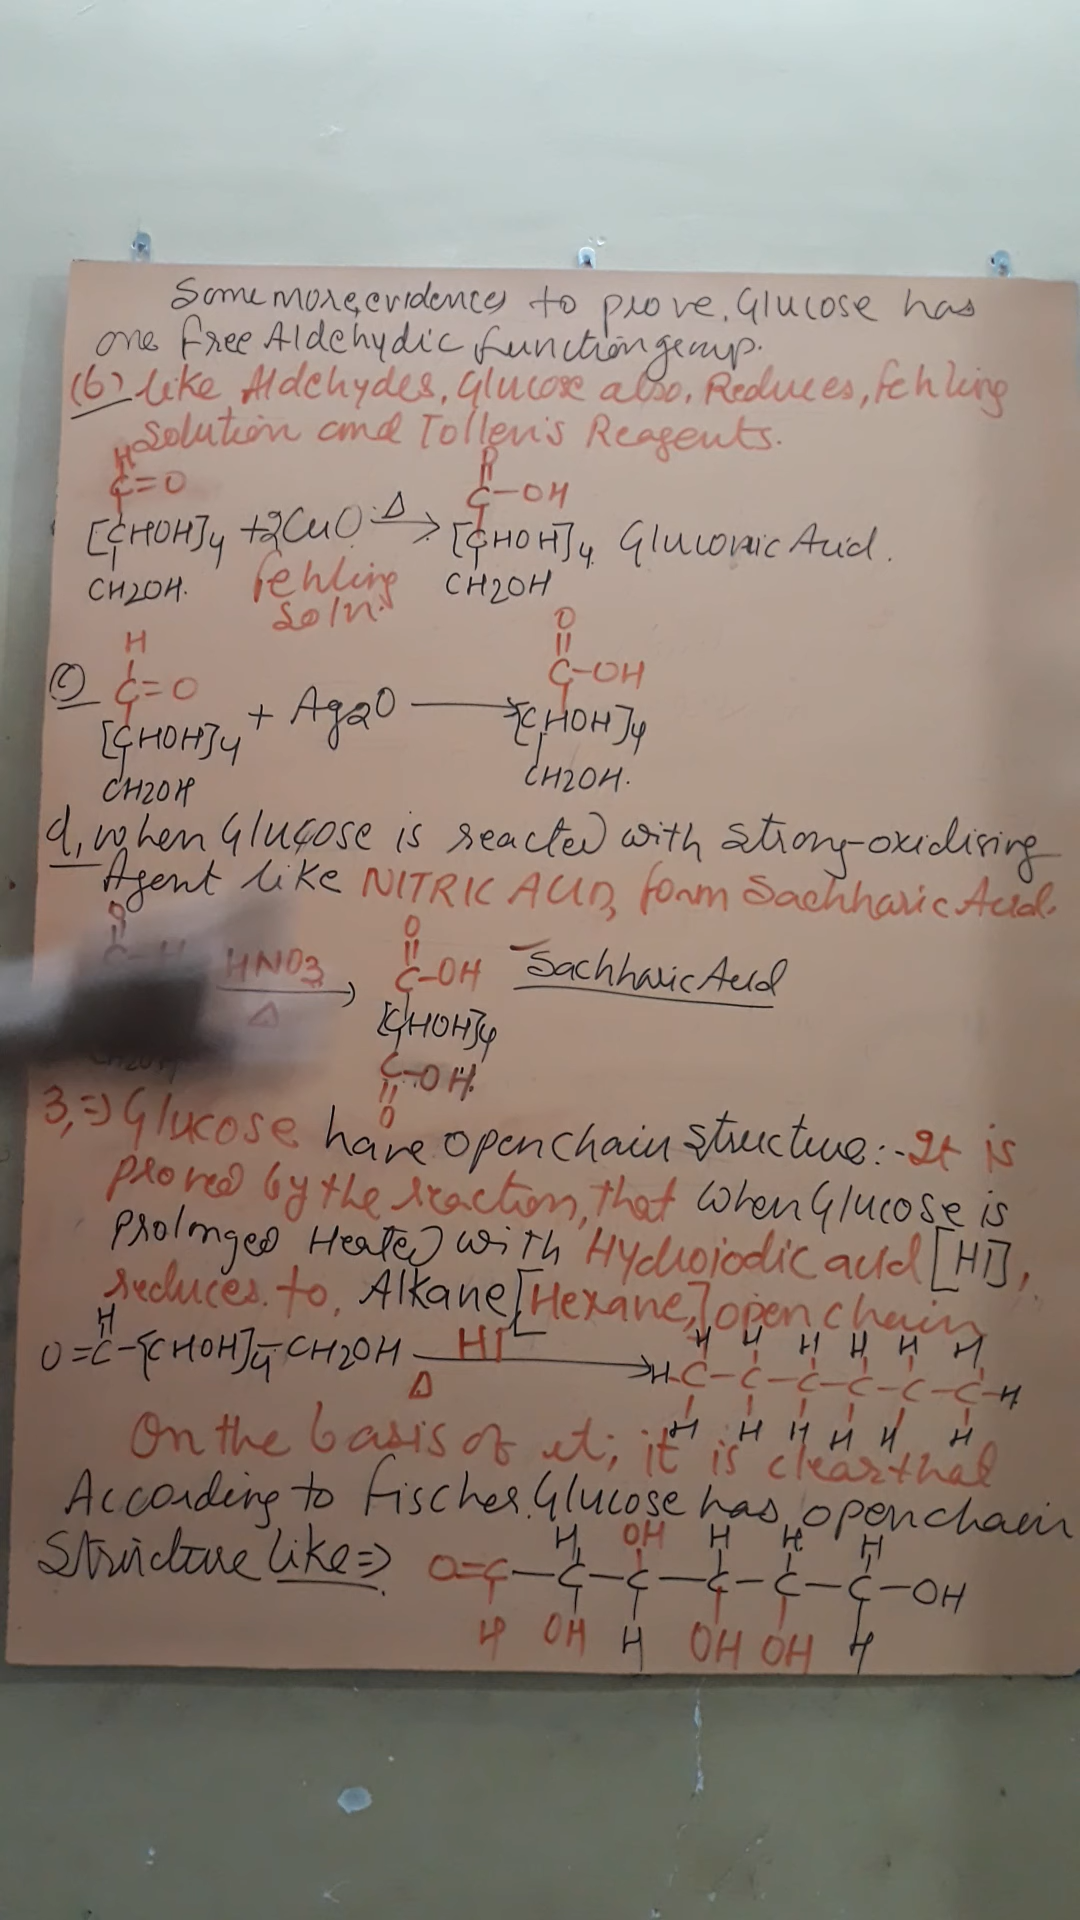 Some more, evidences to prove, Glucose has
one free Aldehydic function group.
(b) like Aldehydes, Glucose also, Reduces, fehling
Solution and Tollen's Reagents.
H
C=O
C-OH
[CHOH]4 +2CuO Δ → [CHOH]4 Gluconic Acid.
CH2OH. fehling CH2OH
Soln.
H O
(c) C=O C-OH
[CHOH]4 + Ag2O → [CHOH]4
CH2OH CH2OH.
d, when Glucose is reacted with strong-oxidising
Agent like NITRIC ACID, form Sachharic Acid.
O O
C-H HNO3 → C-OH Sachharic Acid
Δ [CHOH]4
CH2OH C-OH
O
3,⇒ Glucose have open chain structure:- It is
proved by the reaction, that when Glucose is
prolonged Heated with Hydroiodic acid [HI],
reduces. to, Alkane [Hexane,] open chain
H H H H H H H
O=C-[CHOH]4-CH2OH HI → H-C-C-C-C-C-C-H
Δ H H H H H H
On the basis of it; it is clear that
According to fischer, Glucose has, open chain
Structure like ⇒ H OH H H H
O=C-C-C-C-C-C-OH
H OH H OH OH H